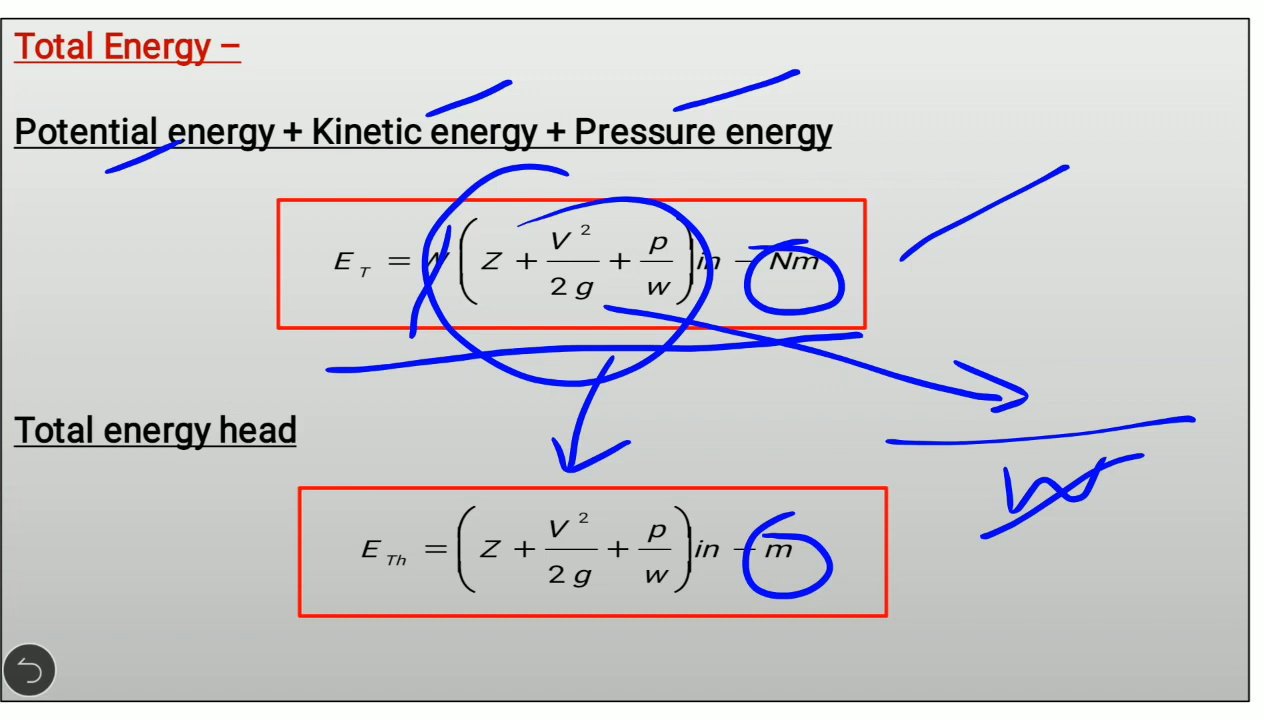 Total Energy –
Potential energy + Kinetic energy + Pressure energy
E_T = W ( Z + V²/2g + p/w ) in – Nm
Total energy head
E_Th = ( Z + V²/2g + p/w ) in – m